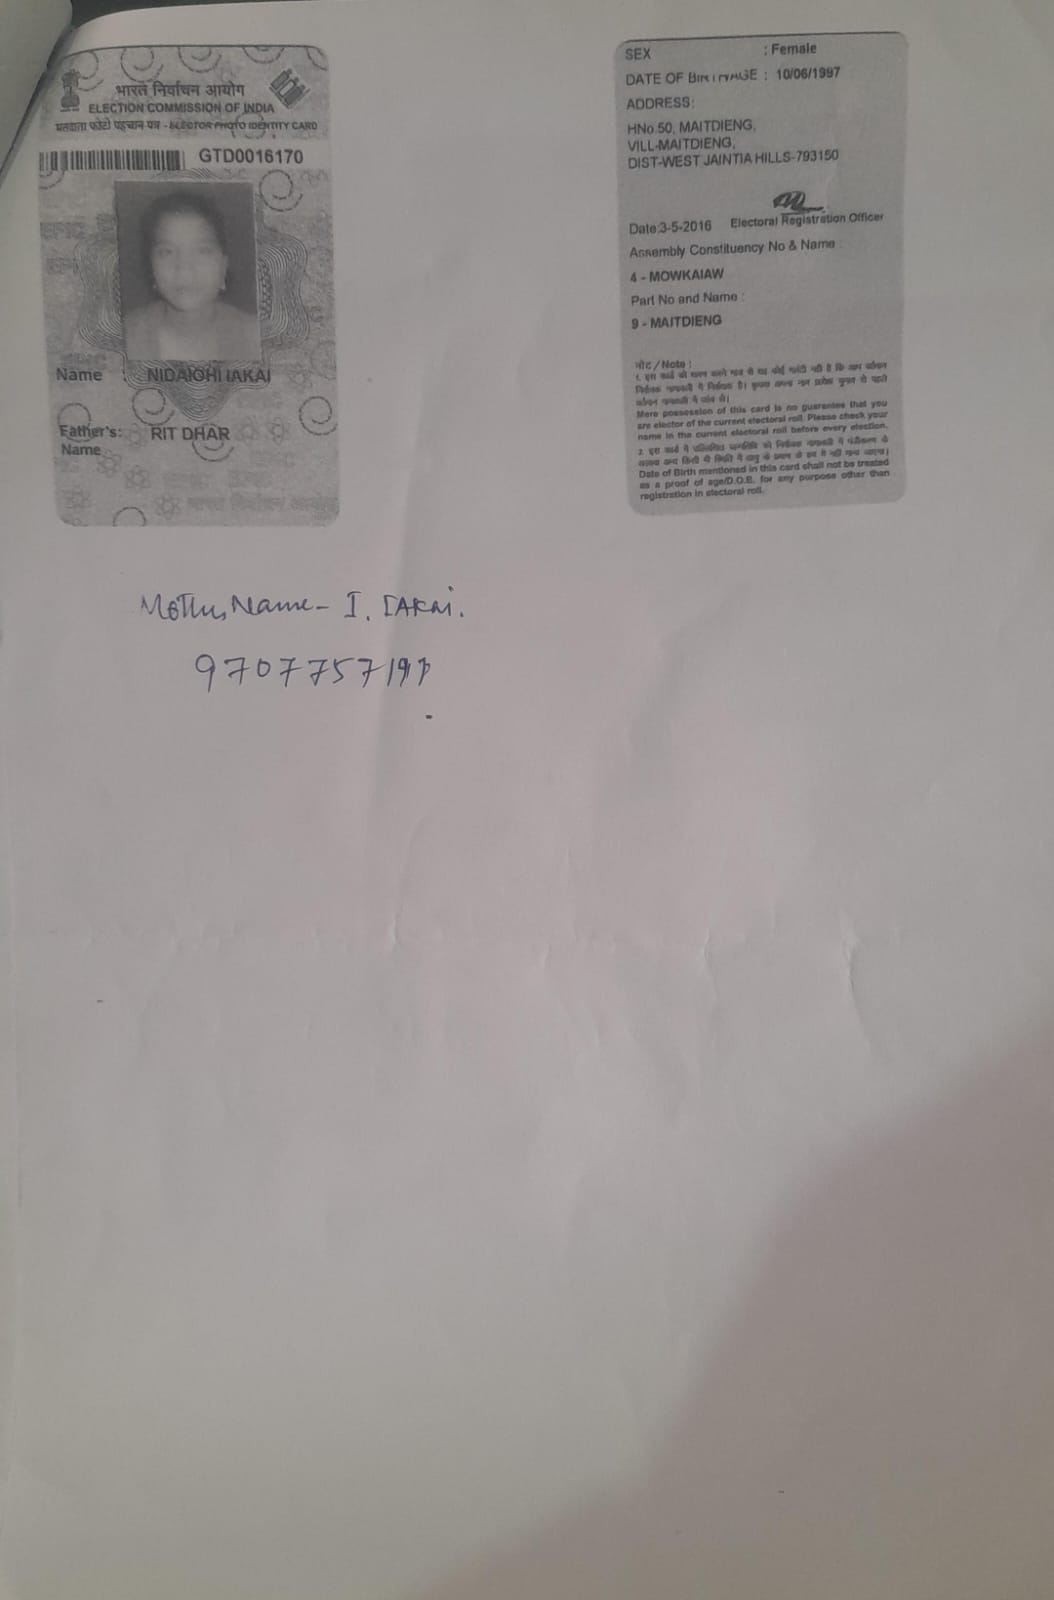 भारत निर्वाचन आयोग
ELECTION COMMISSION OF INDIA
मतदाता फोटो पहचान पत्र - ELECTOR PHOTO IDENTITY CARD
GTD0016170
Name : NIDAIOHI IAKAI
Father's: RIT DHAR
Name
SEX : Female
DATE OF : 10/06/1997
ADDRESS:
HNo.50, MAITDIENG,
VILL-MAITDIENG,
DIST-WEST JAINTIA HILLS-793150
Date:3-5-2016 Electoral Registration Officer
Assembly Constituency No & Name :
4 - MOWKAIAW
Part No and Name :
9 - MAITDIENG
नोट / Note :
Mere possession of this card is no guarantee that you
are elector of the current electoral roll. Please check your
name in the current electoral roll before every election.
Date of Birth mentioned in this card shall not be treated
as a proof of age/D.O.B. for any purpose other than
registration in electoral roll.
Name - I. IAKAI.